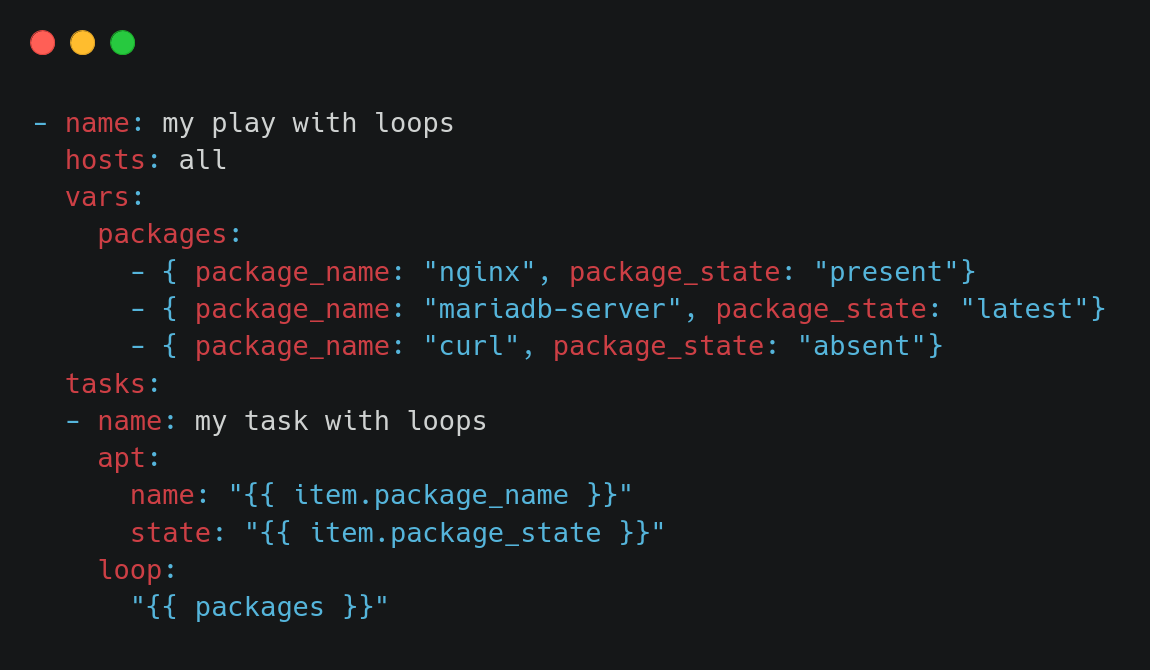 - name: my play with loops
  hosts: all
  vars:
    packages:
      - { package_name: "nginx", package_state: "present"}
      - { package_name: "mariadb-server", package_state: "latest"}
      - { package_name: "curl", package_state: "absent"}
  tasks:
  - name: my task with loops
    apt:
      name: "{{ item.package_name }}"
      state: "{{ item.package_state }}"
    loop:
      "{{ packages }}"